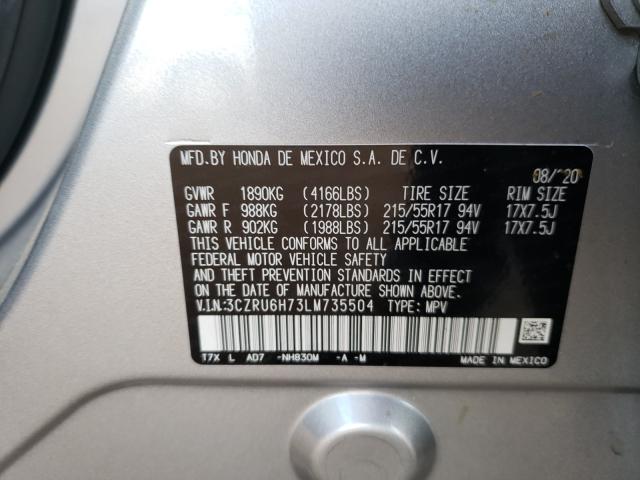 MFD.BY HONDA DE MEXICO S.A. DE C.V.
08/20
GVWR 1890KG (4166LBS) TIRE SIZE RIM SIZE
GAWR F 988KG (2178LBS) 215/55R17 94V 17X7.5J
GAWR R 902KG (1988LBS) 215/55R17 94V 17X7.5J
THIS VEHICLE CONFORMS TO ALL APPLICABLE
FEDERAL MOTOR VEHICLE SAFETY
AND THEFT PREVENTION STANDARDS IN EFFECT
ON DATE OF MANUFACTURE SHOWN ABOVE.
V.I.N.:3CZRU6H73LM735504 TYPE: MPV
T7X L AD7 -NH830M -A -M MADE IN MEXICO